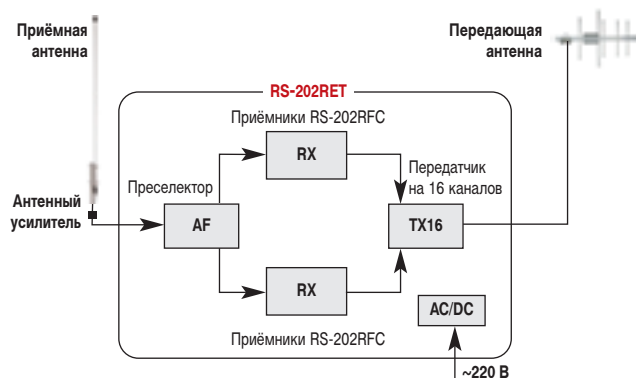 Приёмная
антенна
Передающая
антенна
RS-202RET
Приёмники RS-202RFC
RX
Передатчик
на 16 каналов
Преселектор
Антенный
усилитель
AF
TX16
RX
AC/DC
Приёмники RS-202RFC
~220 В